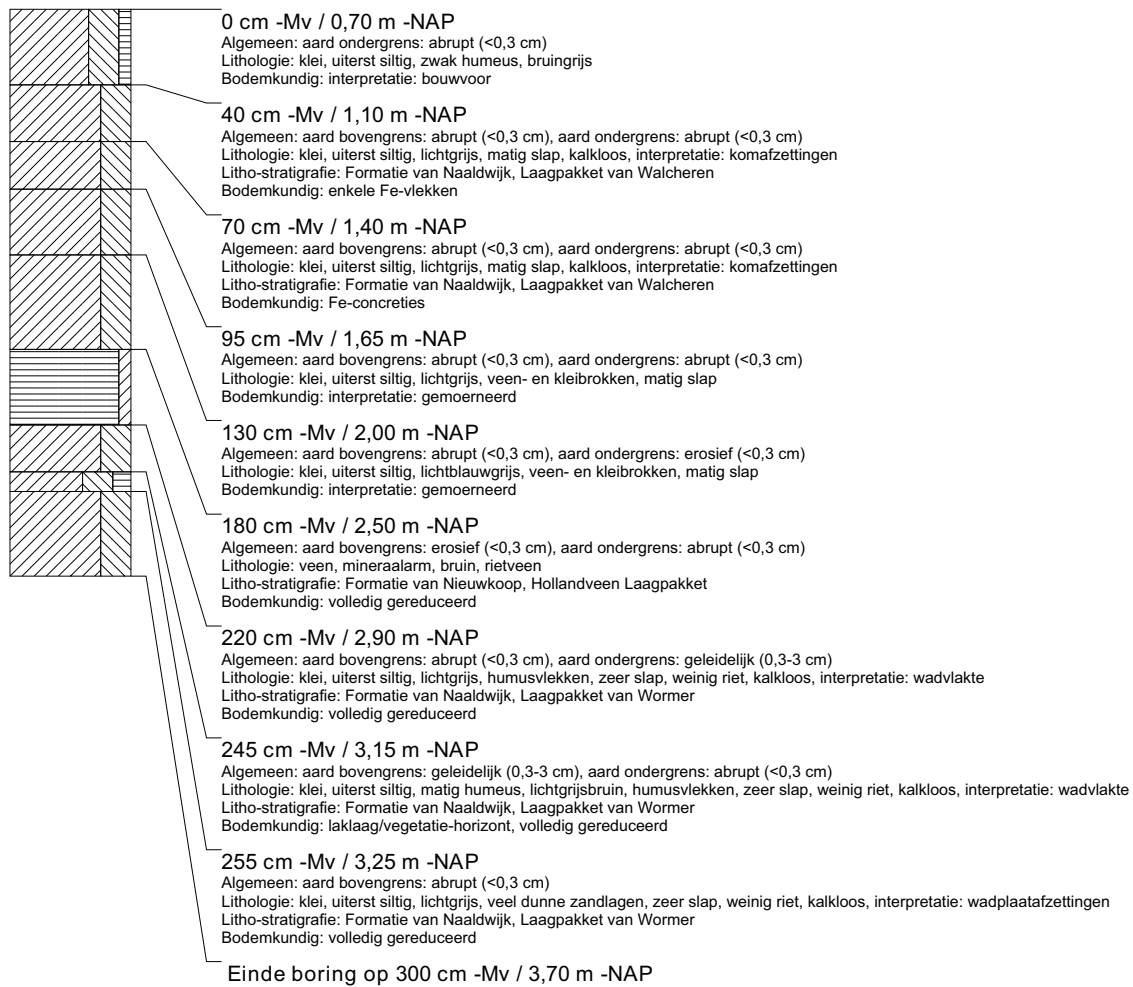 0 cm -Mv / 0,70 m -NAP
Algemeen: aard ondergrens: abrupt (<0,3 cm)
Lithologie: klei, uiterst siltig, zwak humeus, bruingrijs
Bodemkundig: interpretatie: bouwvoor
40 cm -Mv / 1,10 m -NAP
Algemeen: aard bovengrens: abrupt (<0,3 cm), aard ondergrens: abrupt (<0,3 cm)
Lithologie: klei, uiterst siltig, lichtgrijs, matig slap, kalkloos, interpretatie: komafzettingen
Litho-stratigrafie: Formatie van Naaldwijk, Laagpakket van Walcheren
Bodemkundig: enkele Fe-vlekken
70 cm -Mv / 1,40 m -NAP
Algemeen: aard bovengrens: abrupt (<0,3 cm), aard ondergrens: abrupt (<0,3 cm)
Lithologie: klei, uiterst siltig, lichtgrijs, matig slap, kalkloos, interpretatie: komafzettingen
Litho-stratigrafie: Formatie van Naaldwijk, Laagpakket van Walcheren
Bodemkundig: Fe-concreties
95 cm -Mv / 1,65 m -NAP
Algemeen: aard bovengrens: abrupt (<0,3 cm), aard ondergrens: abrupt (<0,3 cm)
Lithologie: klei, uiterst siltig, lichtgrijs, veen- en kleibrokken, matig slap
Bodemkundig: interpretatie: gemoerneerd
130 cm -Mv / 2,00 m -NAP
Algemeen: aard bovengrens: abrupt (<0,3 cm), aard ondergrens: erosief (<0,3 cm)
Lithologie: klei, uiterst siltig, lichtblauwgrijs, veen- en kleibrokken, matig slap
Bodemkundig: interpretatie: gemoerneerd
180 cm -Mv / 2,50 m -NAP
Algemeen: aard bovengrens: erosief (<0,3 cm), aard ondergrens: abrupt (<0,3 cm)
Lithologie: veen, mineraalarm, bruin, rietveen
Litho-stratigrafie: Formatie van Nieuwkoop, Hollandveen Laagpakket
Bodemkundig: volledig gereduceerd
220 cm -Mv / 2,90 m -NAP
Algemeen: aard bovengrens: abrupt (<0,3 cm), aard ondergrens: geleidelijk (0,3-3 cm)
Lithologie: klei, uiterst siltig, lichtgrijs, humusvlekken, zeer slap, weinig riet, kalkloos, interpretatie: wadvlakte
Litho-stratigrafie: Formatie van Naaldwijk, Laagpakket van Wormer
Bodemkundig: volledig gereduceerd
245 cm -Mv / 3,15 m -NAP
Algemeen: aard bovengrens: geleidelijk (0,3-3 cm), aard ondergrens: abrupt (<0,3 cm)
Lithologie: klei, uiterst siltig, matig humeus, lichtgrijsbruin, humusvlekken, zeer slap, weinig riet, kalkloos, interpretatie: wadvlakte
Litho-stratigrafie: Formatie van Naaldwijk, Laagpakket van Wormer
Bodemkundig: laklaag/vegetatie-horizont, volledig gereduceerd
255 cm -Mv / 3,25 m -NAP
Algemeen: aard bovengrens: abrupt (<0,3 cm)
Lithologie: klei, uiterst siltig, lichtgrijs, veel dunne zandlagen, zeer slap, weinig riet, kalkloos, interpretatie: wadplaatafzettingen
Litho-stratigrafie: Formatie van Naaldwijk, Laagpakket van Wormer
Bodemkundig: volledig gereduceerd
Einde boring op 300 cm -Mv / 3,70 m -NAP